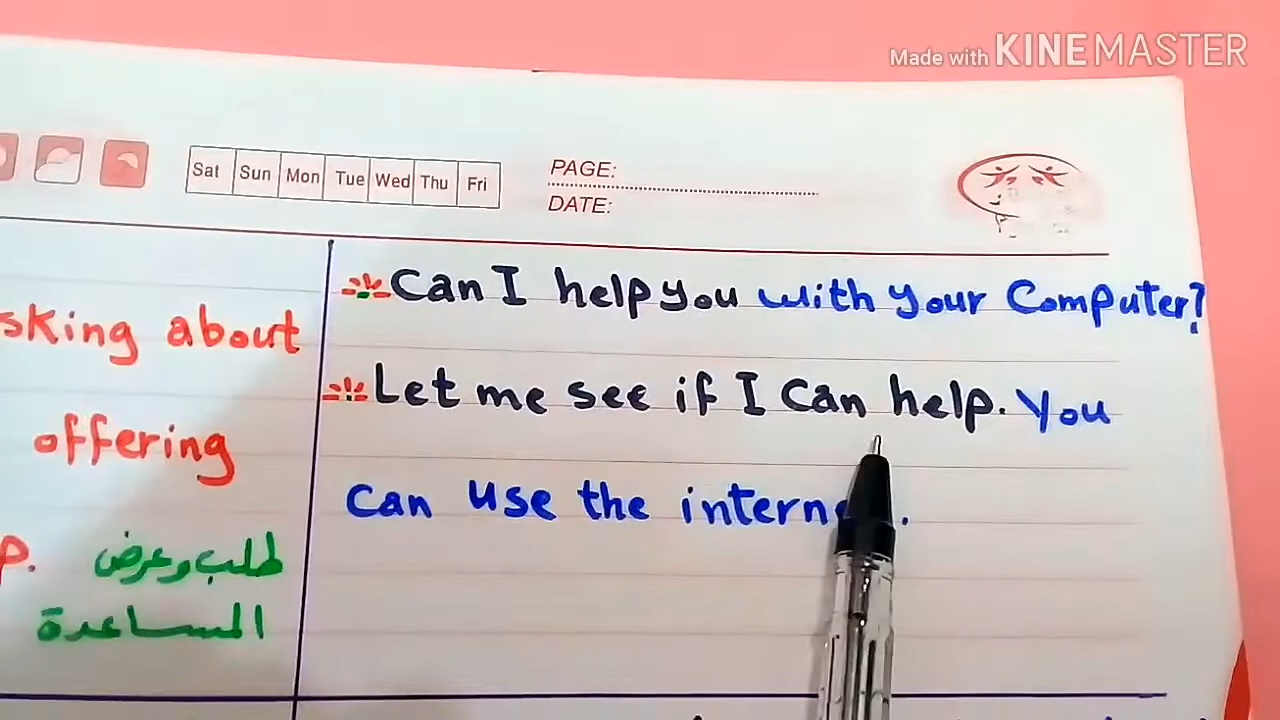 Made with KINEMASTER
Sat Sun Mon Tue Wed Thu Fri
PAGE:
DATE:
about
offering
طلب وعرض
المساعدة
Can I help you with your Computer?
Let me see if I Can help. You
Can use the